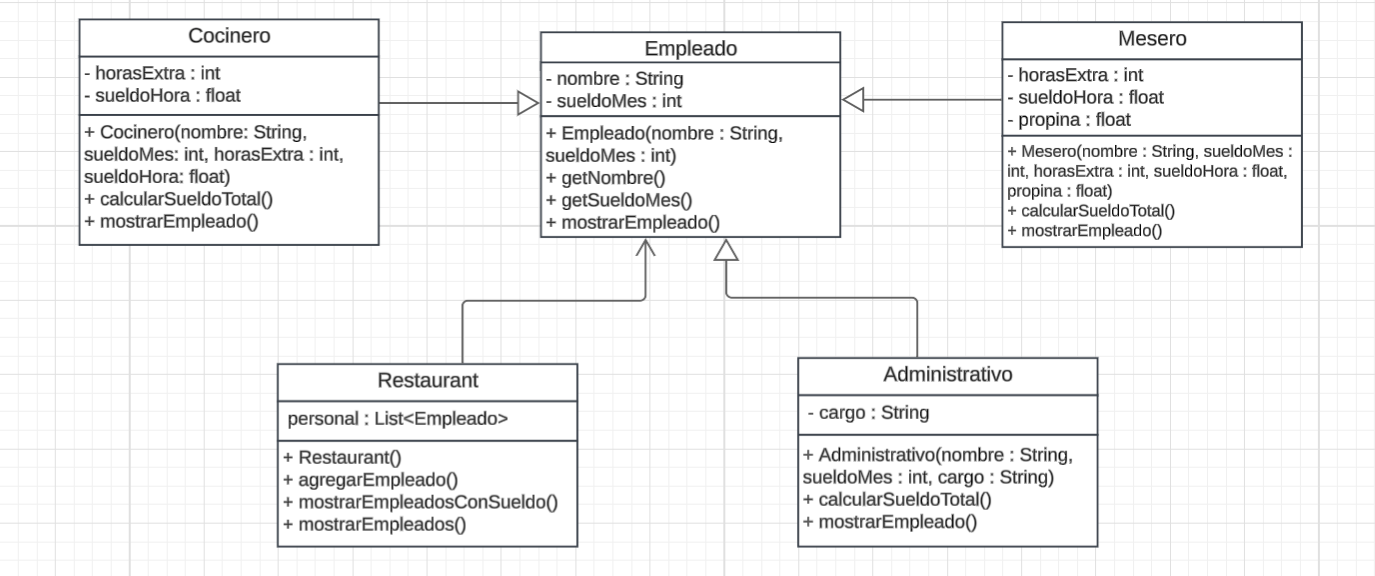 Cocinero
- horasExtra : int
- sueldoHora : float
+ Cocinero(nombre: String,
sueldoMes: int, horasExtra : int,
sueldoHora: float)
+ calcularSueldoTotal()
+ mostrarEmpleado()
Empleado
- nombre : String
- sueldoMes : int
+ Empleado(nombre : String,
sueldoMes : int)
+ getNombre()
+ getSueldoMes()
+ mostrarEmpleado()
Mesero
- horasExtra : int
- sueldoHora : float
- propina : float
+ Mesero(nombre : String, sueldoMes :
int, horasExtra : int, sueldoHora : float,
propina : float)
+ calcularSueldoTotal()
+ mostrarEmpleado()
Restaurant
personal : List<Empleado>
+ Restaurant()
+ agregarEmpleado()
+ mostrarEmpleadosConSueldo()
+ mostrarEmpleados()
Administrativo
- cargo : String
+ Administrativo(nombre : String,
sueldoMes : int, cargo : String)
+ calcularSueldoTotal()
+ mostrarEmpleado()